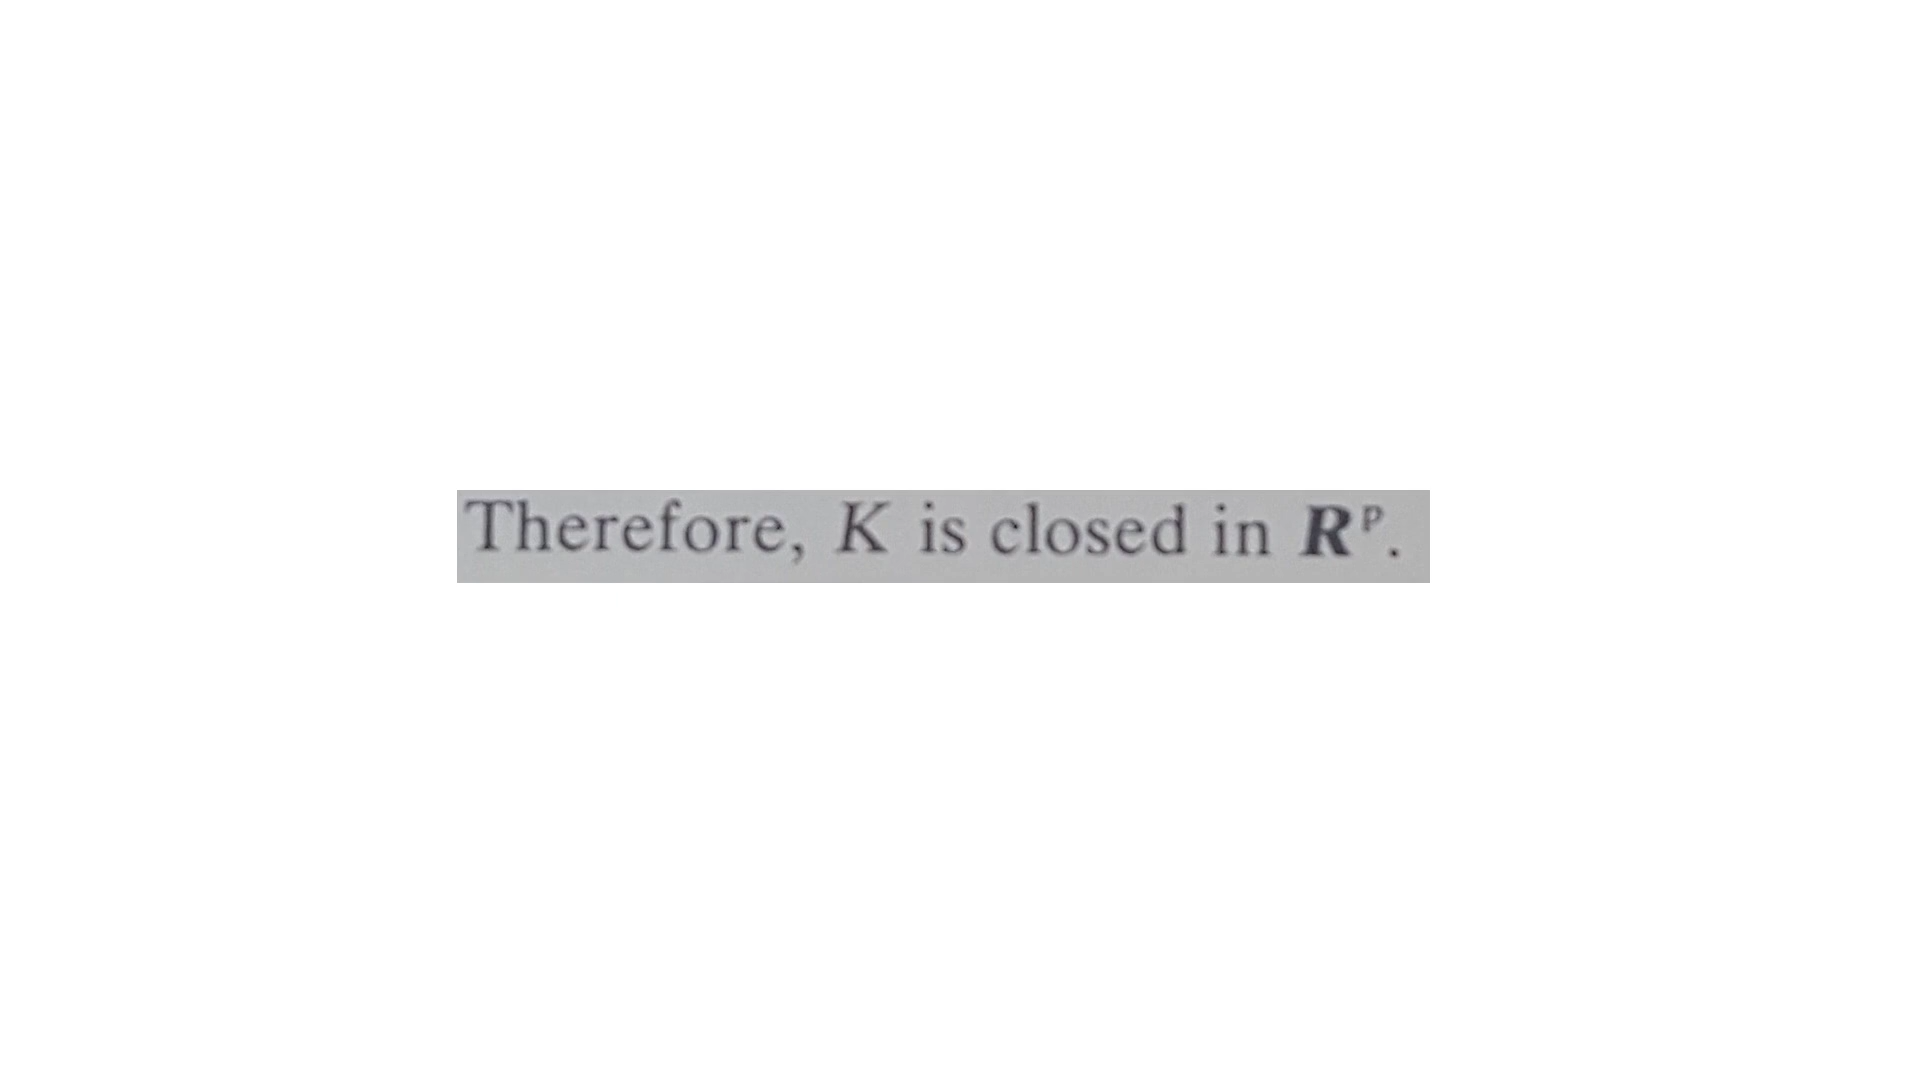 Therefore, K is closed in Rᵖ.